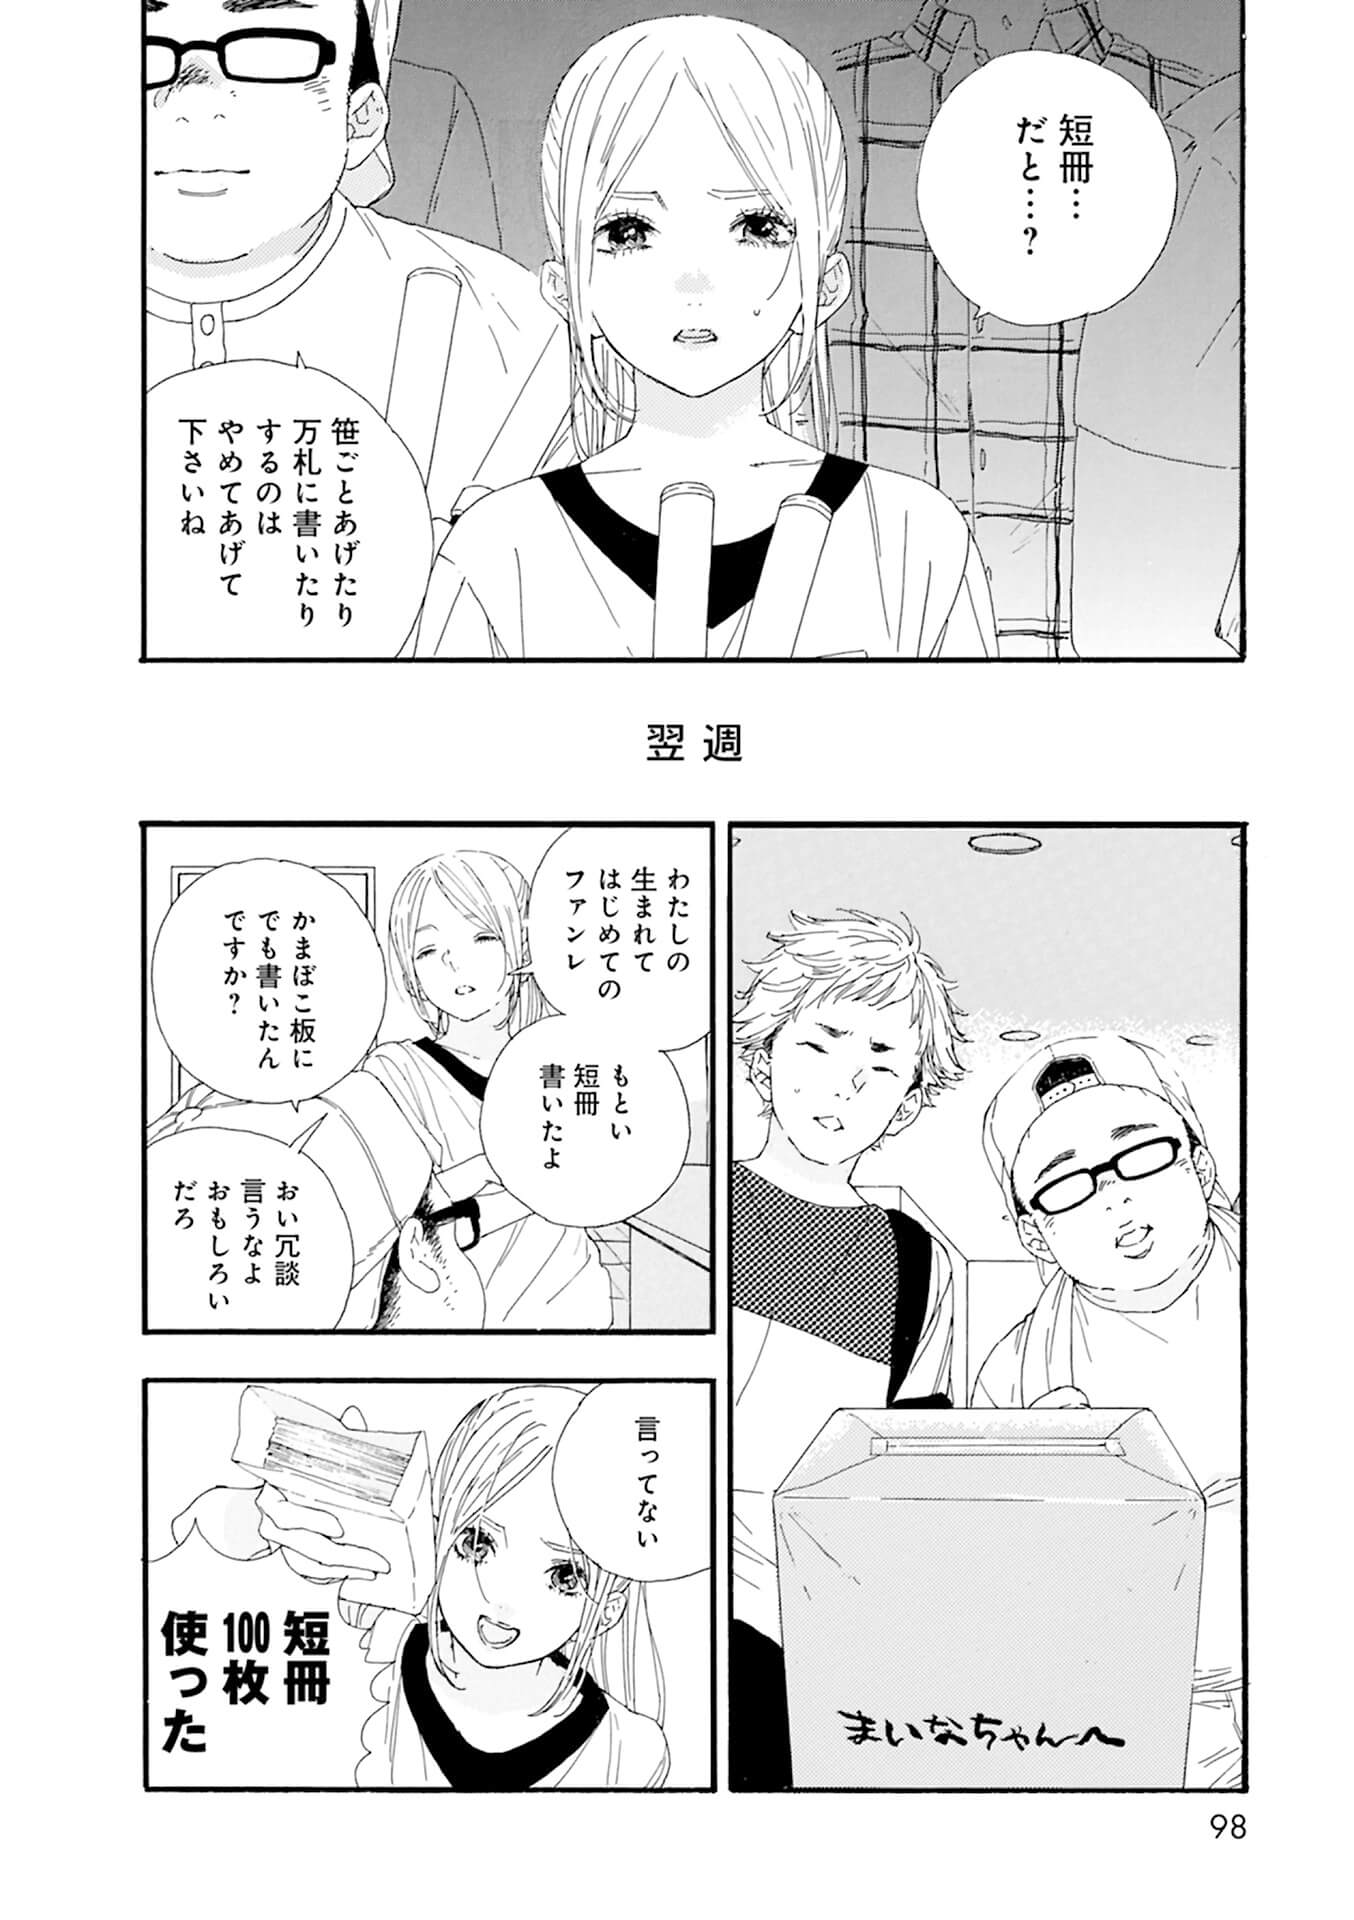 短冊…
だと…？
笹ごとあげたり
万札に書いたり
するのは
やめてあげて
下さいね
翌週
まいなちゃんへ
わたしの
生まれて
はじめての
ファンレ
もとい
短冊
書いたよ
かまぼこ板に
でも書いたん
ですか？
おい冗談
言うなよ
おもしろい
だろ
言ってない
短冊
100枚
使った
98